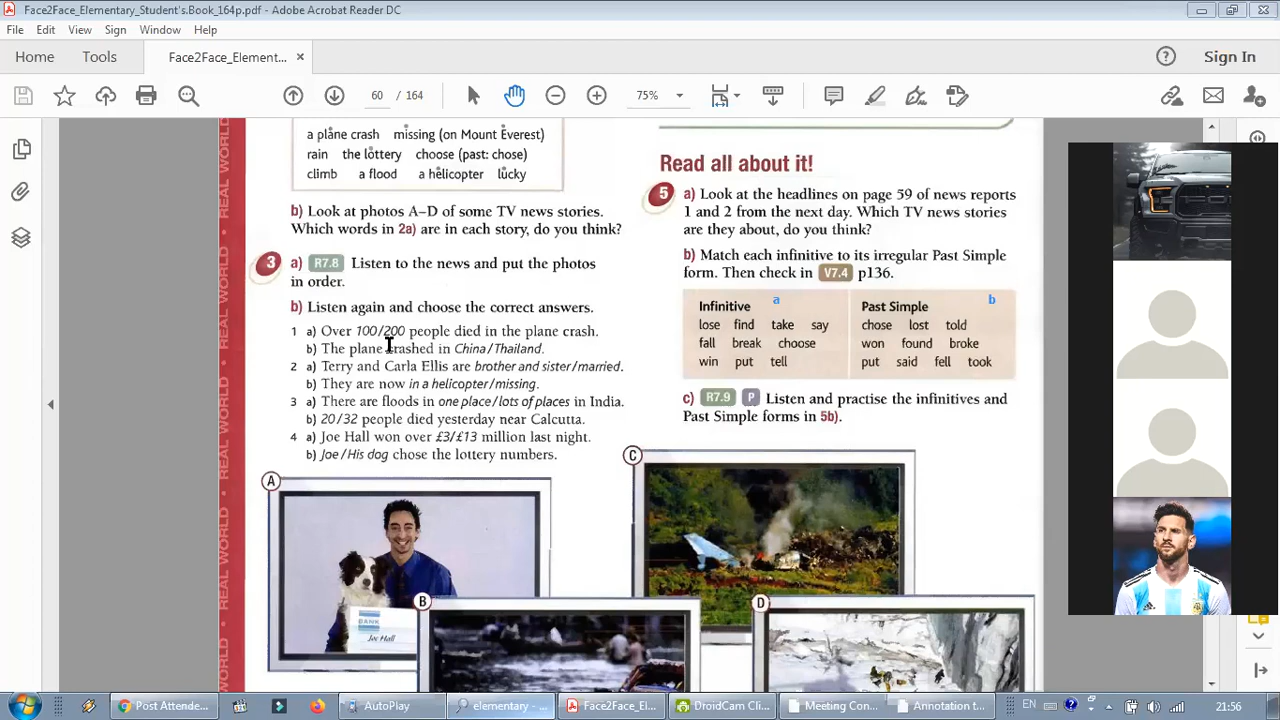 Face2Face_Elementary_Student's.Book_164p.pdf - Adobe Acrobat Reader DC
File Edit View Sign Window Help
Home Tools Face2Face_Element... × Sign In
60 / 164 75%
REAL WORLD • REAL WORLD • REAL WORLD • REAL WORLD
a plane crash missing (on Mount Everest)
rain the lottery choose (past: chose)
climb a flood a helicopter lucky
b) Look at photos A–D of some TV news stories.
Which words in 2a) are in each story, do you think?
3 a) R7.8 Listen to the news and put the photos
in order.
b) Listen again and choose the correct answers.
1 a) Over 100/200 people died in the plane crash.
b) The plane crashed in China/Thailand.
2 a) Terry and Carla Ellis are brother and sister/married.
b) They are now in a helicopter/missing.
3 a) There are floods in one place/lots of places in India.
b) 20/32 people died yesterday near Calcutta.
4 a) Joe Hall won over £3/£13 million last night.
b) Joe/His dog chose the lottery numbers.
A
BANK
Joe Hall
B
Read all about it!
5 a) Look at the headlines on page 59 of news reports
1 and 2 from the next day. Which TV news stories
are they about, do you think?
b) Match each infinitive to its irregular Past Simple
form. Then check in V7.4 p136.
Infinitive a Past Simple b
lose find take say chose lost told
fall break choose won found broke
win put tell put said fell took
c) R7.9 P Listen and practise the infinitives and
Past Simple forms in 5b).
C
D
Post Attende... AutoPlay elementary - ... Face2Face_El... DroidCam Cli... Meeting Con... Annotation t... EN 21:56